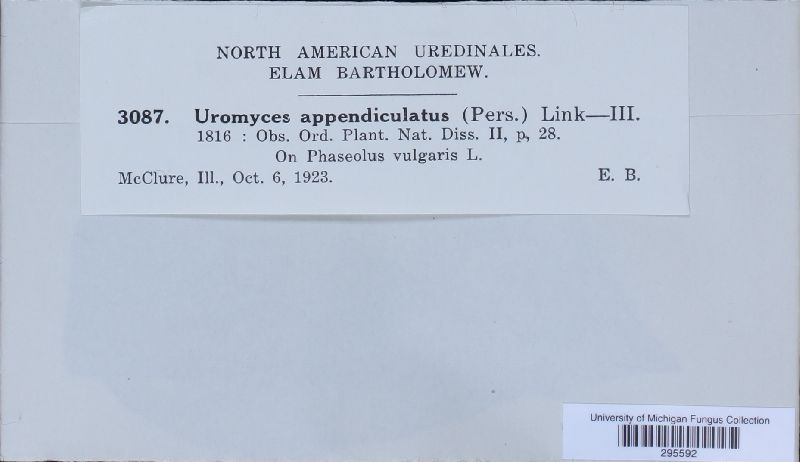 NORTH AMERICAN UREDINALES.
ELAM BARTHOLOMEW.
3087. Uromyces appendiculatus (Pers.) Link—III.
1816 : Obs. Ord. Plant. Nat. Diss. II, p, 28.
On Phaseolus vulgaris L.
McClure, Ill., Oct. 6, 1923. E. B.
University of Michigan Fungus Collection
295592